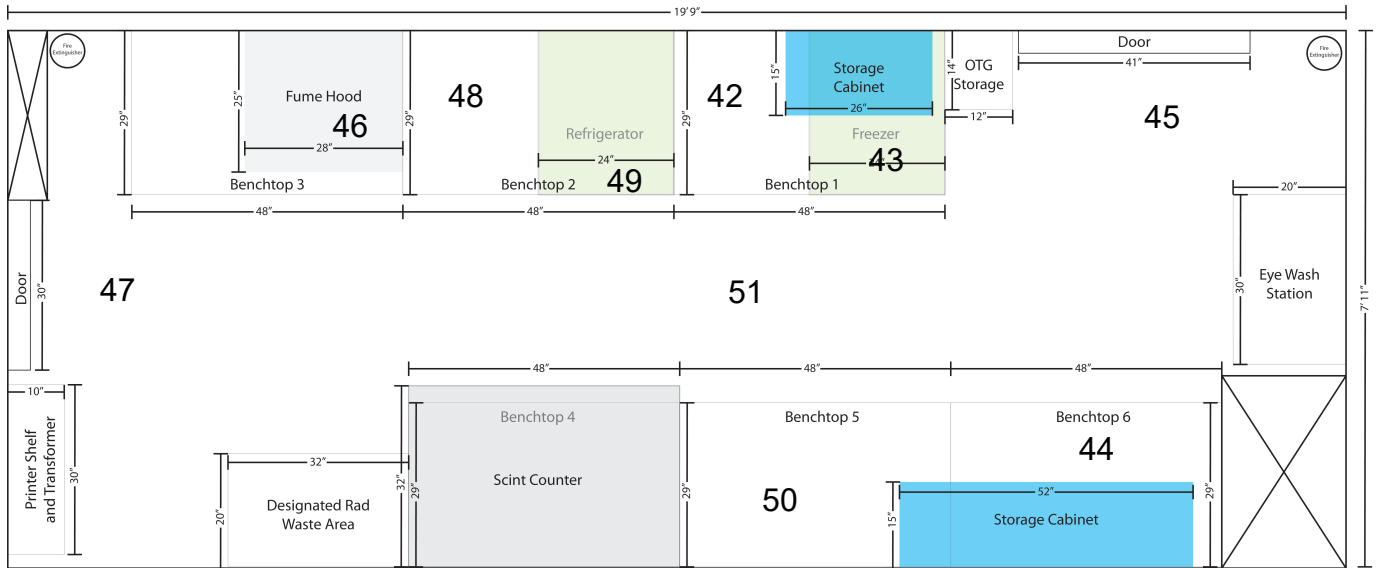 19' 9"
Fire
Extinguisher
Fire
Extinguisher
Door
41"
OTG
Storage
14"
12"
Storage
Cabinet
15"
26"
29"
25"
Fume Hood
46
28"
29"
48
Refrigerator
24"
49
29"
42
Freezer
43
45
Benchtop 3
Benchtop 2
Benchtop 1
48"
48"
48"
20"
30"
Eye Wash
Station
7' 11"
Door
30"
47
51
48"
48"
48"
10"
Printer Shelf
and Transformer
30"
32"
20"
Designated Rad
Waste Area
32"
29"
Benchtop 4
Scint Counter
29"
Benchtop 5
50
Benchtop 6
44
29"
15"
52"
Storage Cabinet